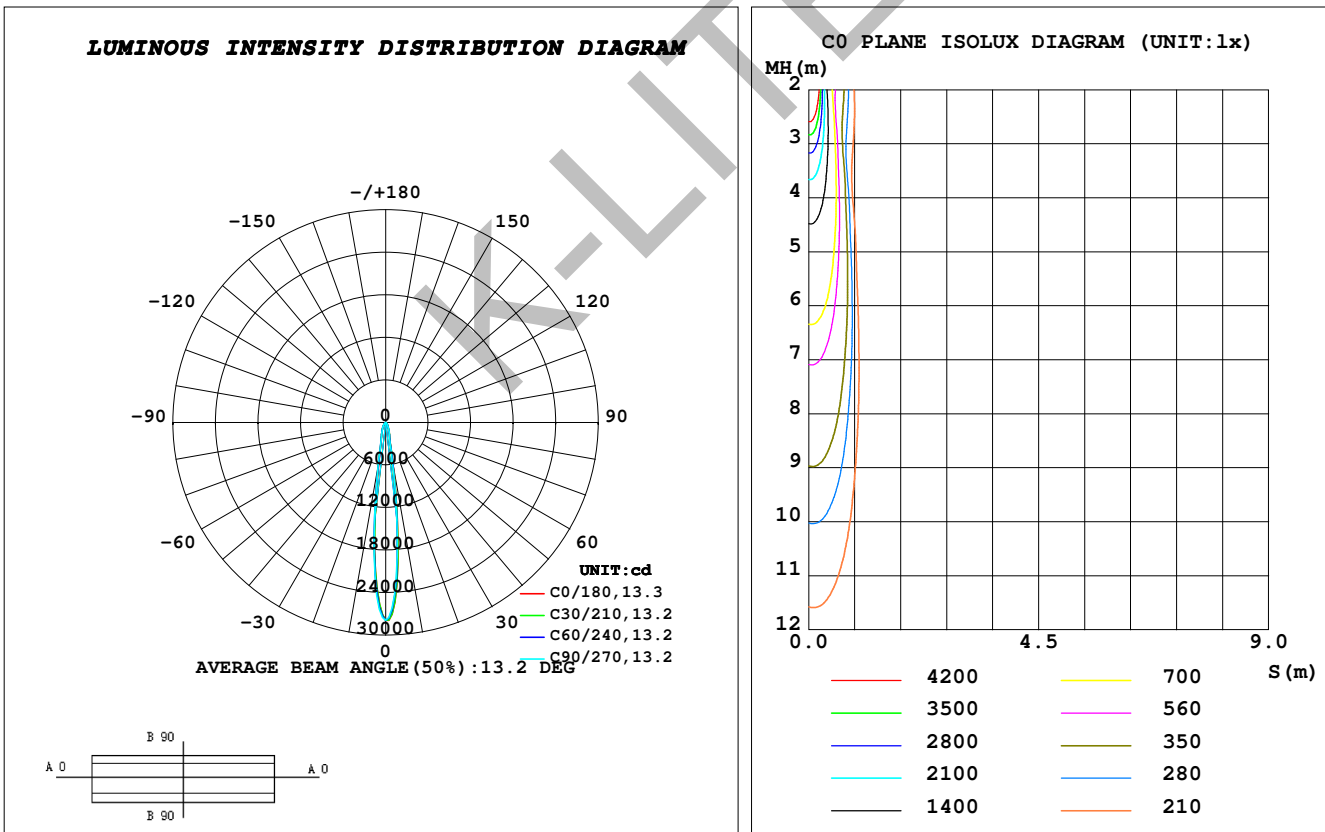 LUMINOUS INTENSITY DISTRIBUTION DIAGRAM
-/+180
-150
150
-120
120
-90
90
-60
60
-30
30
0
0
6000
12000
18000
24000
30000
UNIT:cd
C0/180,13.3
C30/210,13.2
C60/240,13.2
C90/270,13.2
AVERAGE BEAM ANGLE(50%):13.2 DEG
B 90
A 0
A 0
B 90
C0 PLANE ISOLUX DIAGRAM (UNIT:lx)
MH(m)
2
3
4
5
6
7
8
9
10
11
12
0.0
4.5
9.0
S(m)
4200
700
3500
560
2800
350
2100
280
1400
210
K-LITE